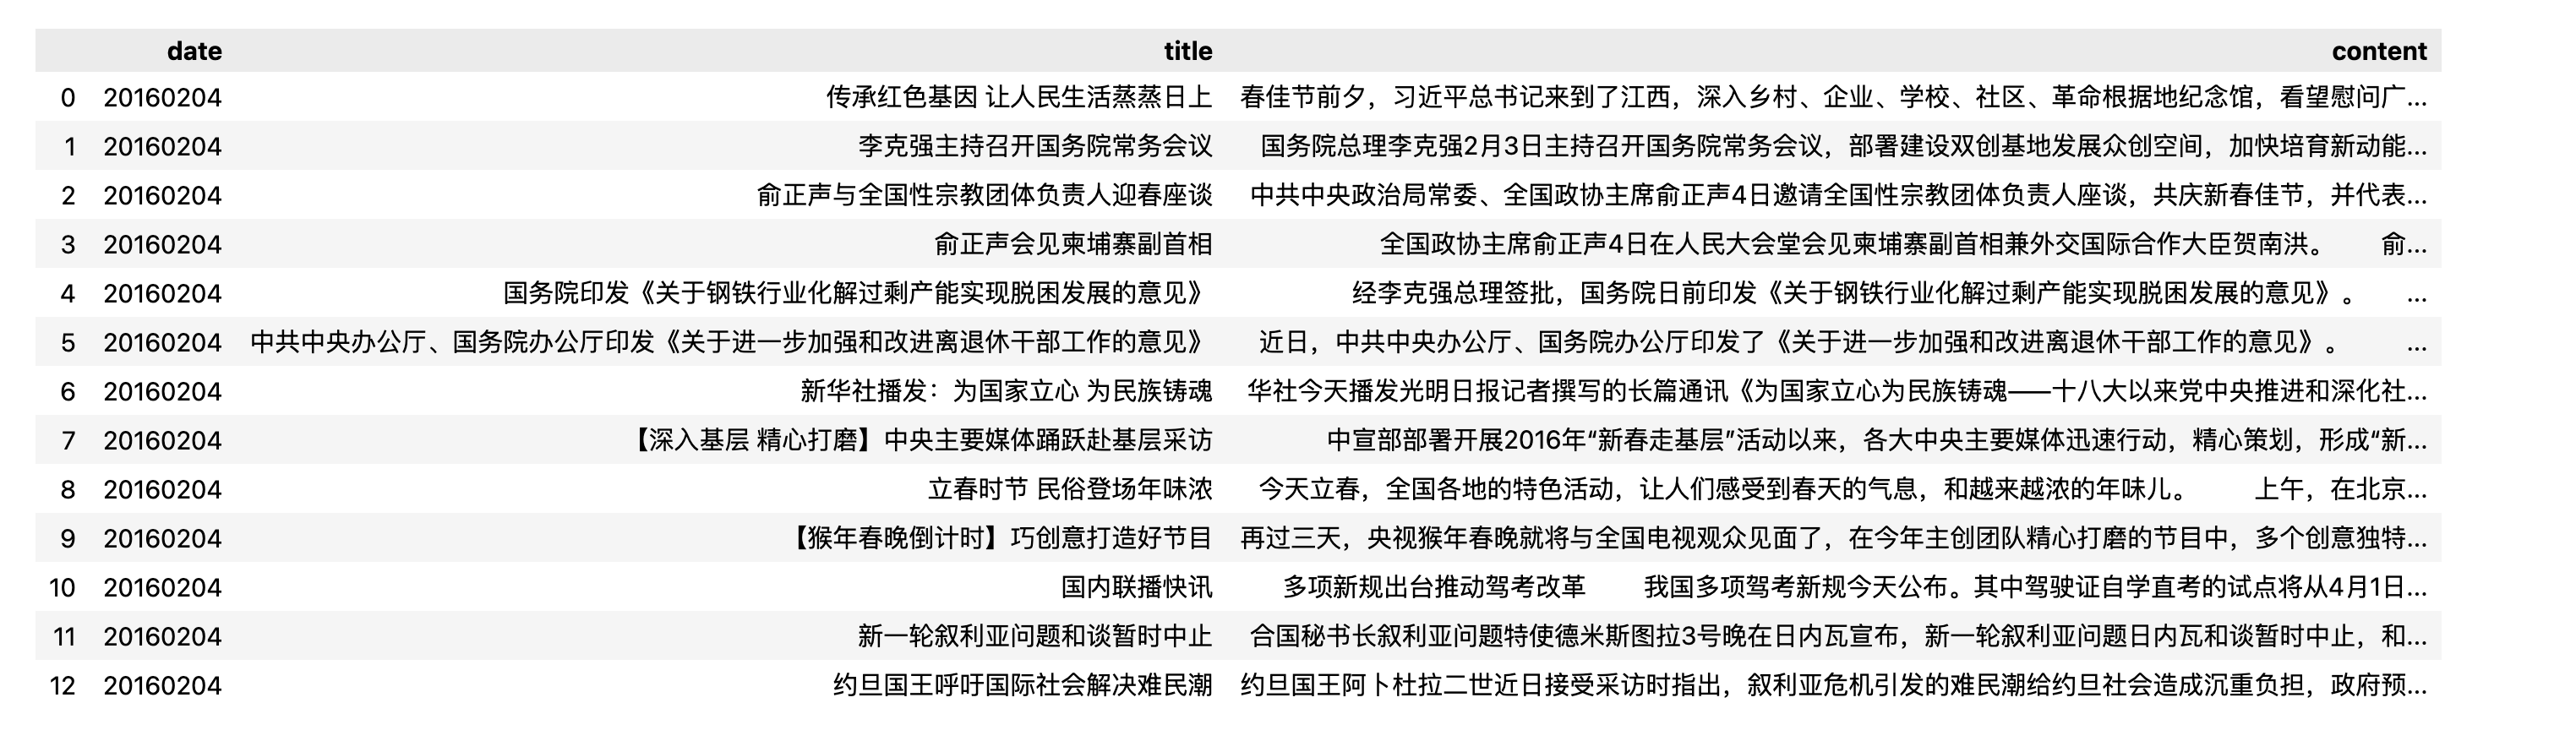 date title content
0 20160204 传承红色基因 让人民生活蒸蒸日上 春佳节前夕，习近平总书记来到了江西，深入乡村、企业、学校、社区、革命根据地纪念馆，看望慰问广...
1 20160204 李克强主持召开国务院常务会议 国务院总理李克强2月3日主持召开国务院常务会议，部署建设双创基地发展众创空间，加快培育新动能...
2 20160204 俞正声与全国性宗教团体负责人迎春座谈 中共中央政治局常委、全国政协主席俞正声4日邀请全国性宗教团体负责人座谈，共庆新春佳节，并代表...
3 20160204 俞正声会见柬埔寨副首相 全国政协主席俞正声4日在人民大会堂会见柬埔寨副首相兼外交国际合作大臣贺南洪。 俞...
4 20160204 国务院印发《关于钢铁行业化解过剩产能实现脱困发展的意见》 经李克强总理签批，国务院日前印发《关于钢铁行业化解过剩产能实现脱困发展的意见》。 ...
5 20160204 中共中央办公厅、国务院办公厅印发《关于进一步加强和改进离退休干部工作的意见》 近日，中共中央办公厅、国务院办公厅印发了《关于进一步加强和改进离退休干部工作的意见》。 ...
6 20160204 新华社播发：为国家立心 为民族铸魂 华社今天播发光明日报记者撰写的长篇通讯《为国家立心为民族铸魂——十八大以来党中央推进和深化社...
7 20160204 【深入基层 精心打磨】中央主要媒体踊跃赴基层采访 中宣部部署开展2016年“新春走基层”活动以来，各大中央主要媒体迅速行动，精心策划，形成“新...
8 20160204 立春时节 民俗登场年味浓 今天立春，全国各地的特色活动，让人们感受到春天的气息，和越来越浓的年味儿。 上午，在北京...
9 20160204 【猴年春晚倒计时】巧创意打造好节目 再过三天，央视猴年春晚就将与全国电视观众见面了，在今年主创团队精心打磨的节目中，多个创意独特...
10 20160204 国内联播快讯 多项新规出台推动驾考改革 我国多项驾考新规今天公布。其中驾驶证自学直考的试点将从4月1日...
11 20160204 新一轮叙利亚问题和谈暂时中止 合国秘书长叙利亚问题特使德米斯图拉3号晚在日内瓦宣布，新一轮叙利亚问题日内瓦和谈暂时中止，和...
12 20160204 约旦国王呼吁国际社会解决难民潮 约旦国王阿卜杜拉二世近日接受采访时指出，叙利亚危机引发的难民潮给约旦社会造成沉重负担，政府预...